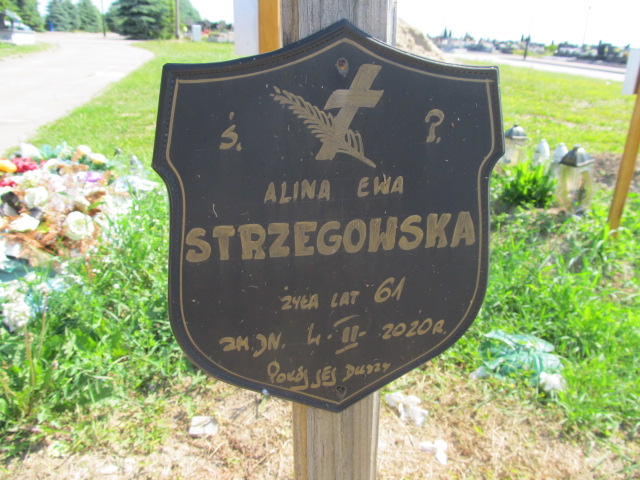 Ś. P.
ALINA EWA
STRZEGOWSKA
ŻYŁA LAT 61
ZM. DN. 4. II. 2020 R.
POKÓJ JEJ DUSZY